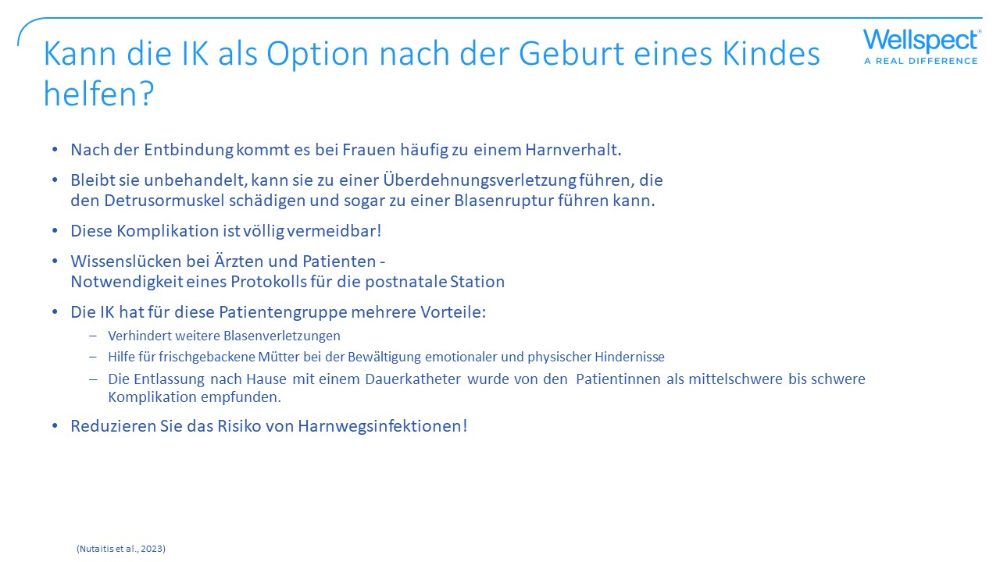 Kann die IK als Option nach der Geburt eines Kindes
helfen?
Wellspect®
A REAL DIFFERENCE
• Nach der Entbindung kommt es bei Frauen häufig zu einem Harnverhalt.
• Bleibt sie unbehandelt, kann sie zu einer Überdehnungsverletzung führen, die
den Detrusormuskel schädigen und sogar zu einer Blasenruptur führen kann.
• Diese Komplikation ist völlig vermeidbar!
• Wissenslücken bei Ärzten und Patienten -
Notwendigkeit eines Protokolls für die postnatale Station
• Die IK hat für diese Patientengruppe mehrere Vorteile:
– Verhindert weitere Blasenverletzungen
– Hilfe für frischgebackene Mütter bei der Bewältigung emotionaler und physischer Hindernisse
– Die Entlassung nach Hause mit einem Dauerkatheter wurde von den Patientinnen als mittelschwere bis schwere
Komplikation empfunden.
• Reduzieren Sie das Risiko von Harnwegsinfektionen!
(Nutaitis et al., 2023)